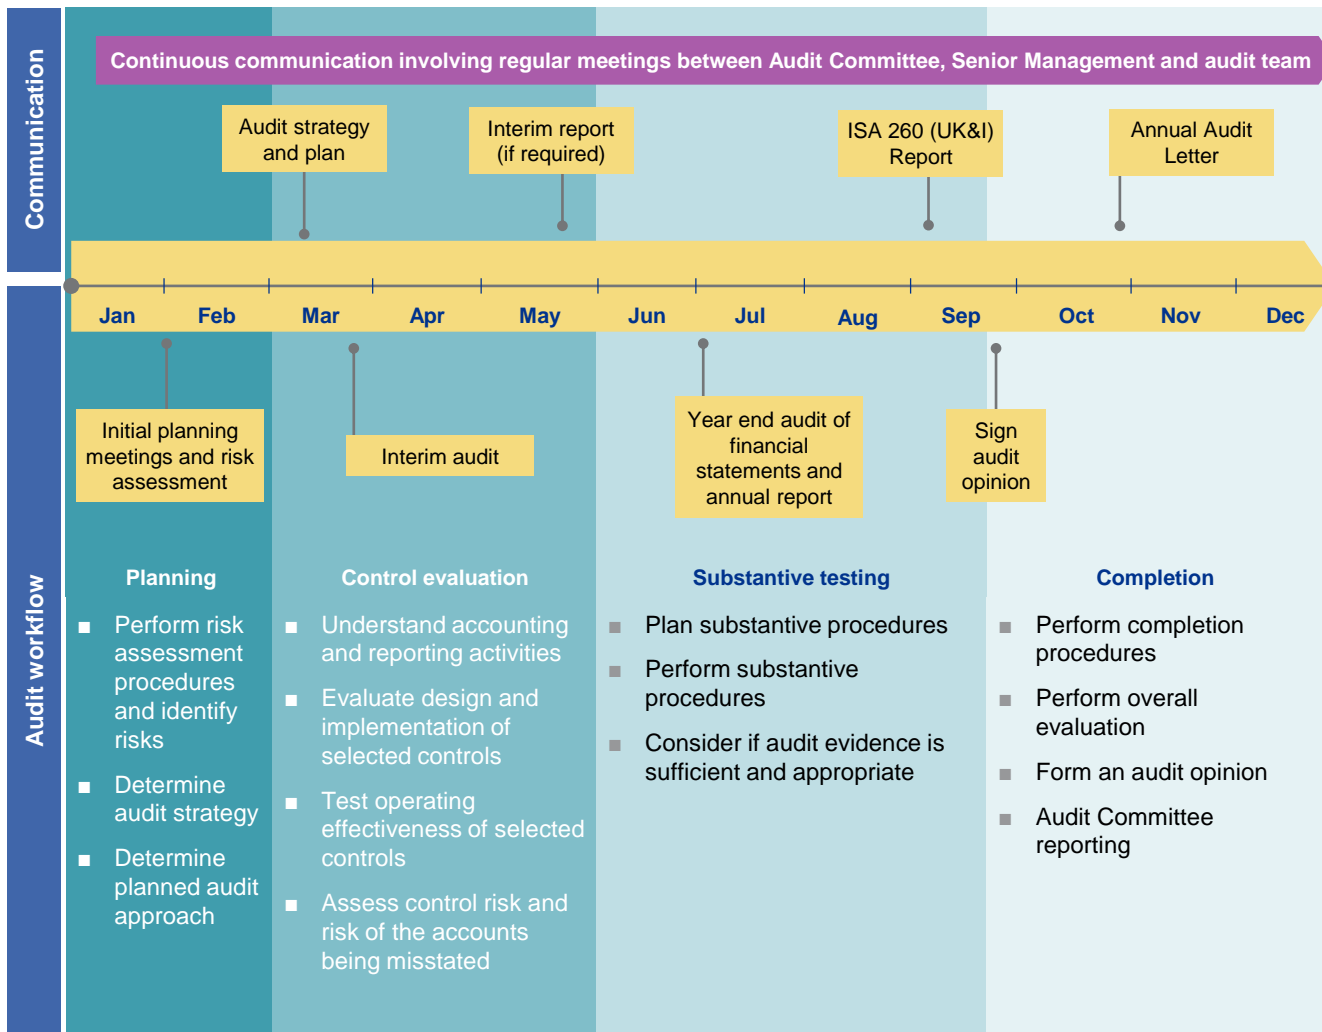 Communication
Continuous communication involving regular meetings between Audit Committee, Senior Management and audit team
Audit strategy
and plan
Interim report
(if required)
ISA 260 (UK&I)
Report
Annual Audit
Letter
Jan Feb Mar Apr May Jun Jul Aug Sep Oct Nov Dec
Audit workflow
Initial planning
meetings and risk
assessment
Interim audit
Year end audit of
financial
statements and
annual report
Sign
audit
opinion
Planning
■ Perform risk
assessment
procedures
and identify
risks
■ Determine
audit strategy
■ Determine
planned audit
approach
Control evaluation
■ Understand accounting
and reporting activities
■ Evaluate design and
implementation of
selected controls
■ Test operating
effectiveness of selected
controls
■ Assess control risk and
risk of the accounts
being misstated
Substantive testing
■ Plan substantive procedures
■ Perform substantive
procedures
■ Consider if audit evidence is
sufficient and appropriate
Completion
■ Perform completion
procedures
■ Perform overall
evaluation
■ Form an audit opinion
■ Audit Committee
reporting